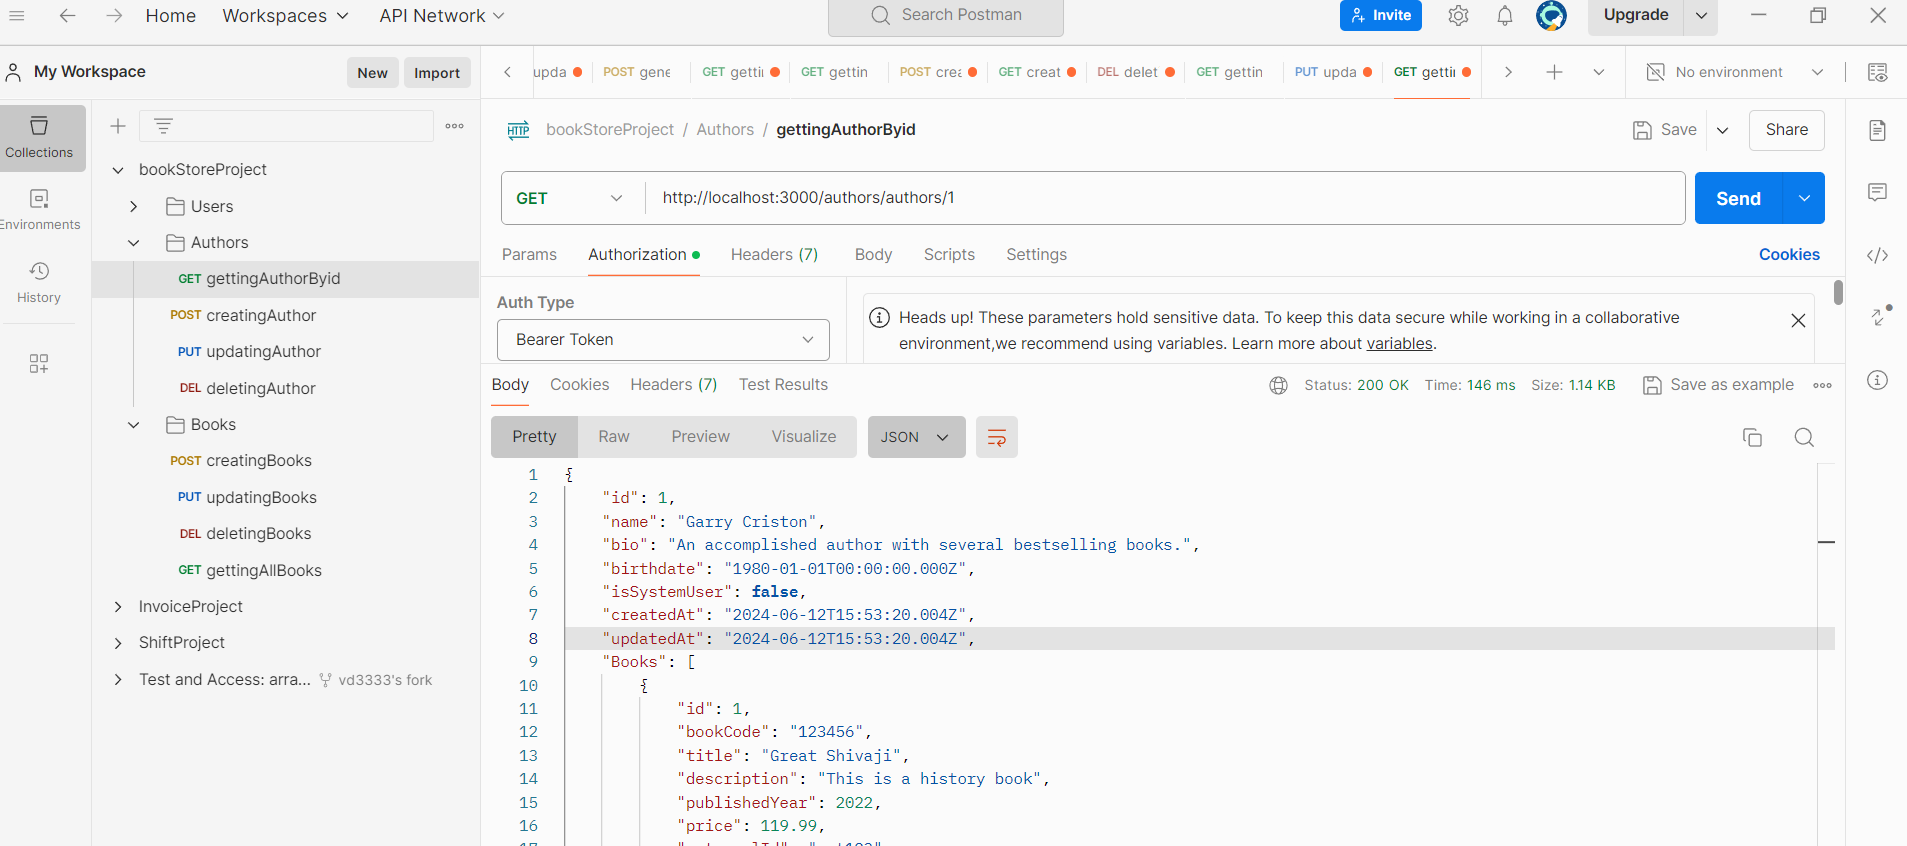 Home Workspaces API Network Search Postman Invite Upgrade
My Workspace New Import
upda POST gene GET gettin GET gettin POST crea GET creat DEL delet GET gettin PUT upda GET gettin No environment
Collections
Environments
History
bookStoreProject
Users
Authors
GET gettingAuthorByid
POST creatingAuthor
PUT updatingAuthor
DEL deletingAuthor
Books
POST creatingBooks
PUT updatingBooks
DEL deletingBooks
GET gettingAllBooks
InvoiceProject
ShiftProject
Test and Access: arra... vd3333's fork
HTTP bookStoreProject / Authors / gettingAuthorByid Save Share
GET http://localhost:3000/authors/authors/1 Send
Params Authorization Headers (7) Body Scripts Settings Cookies
Auth Type
Bearer Token
Heads up! These parameters hold sensitive data. To keep this data secure while working in a collaborative
environment,we recommend using variables. Learn more about variables.
Body Cookies Headers (7) Test Results Status: 200 OK Time: 146 ms Size: 1.14 KB Save as example
Pretty Raw Preview Visualize JSON
1 {
2 "id": 1,
3 "name": "Garry Criston",
4 "bio": "An accomplished author with several bestselling books.",
5 "birthdate": "1980-01-01T00:00:00.000Z",
6 "isSystemUser": false,
7 "createdAt": "2024-06-12T15:53:20.004Z",
8 "updatedAt": "2024-06-12T15:53:20.004Z",
9 "Books": [
10 {
11 "id": 1,
12 "bookCode": "123456",
13 "title": "Great Shivaji",
14 "description": "This is a history book",
15 "publishedYear": 2022,
16 "price": 119.99,